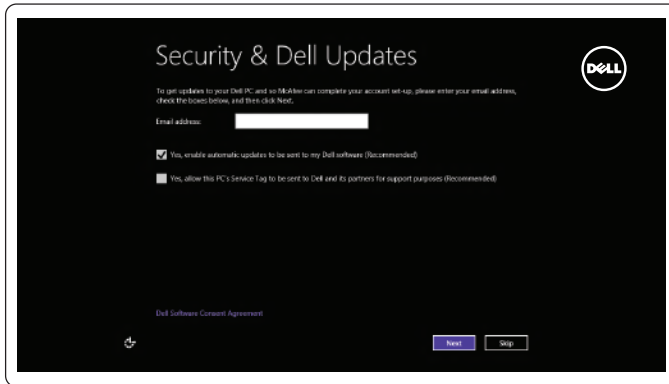 Security & Dell Updates
DELL
To get updates to your Dell PC and so McAfee can complete your account set-up, please enter your email address,
check the boxes below, and then click Next.
Email address:
Yes, enable automatic updates to be sent to my Dell software (Recommended)
Yes, allow this PC's Service Tag to be sent to Dell and its partners for support purposes (Recommended)
Dell Software Consent Agreement
Next
Skip